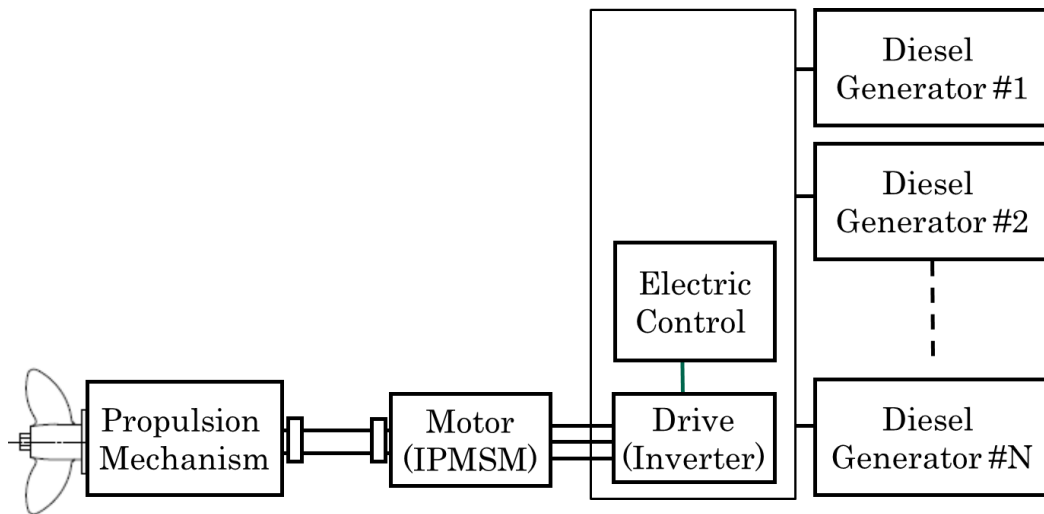 Diesel
Generator #1
Diesel
Generator #2
Electric
Control
Propulsion
Mechanism
Motor
(IPMSM)
Drive
(Inverter)
Diesel
Generator #N